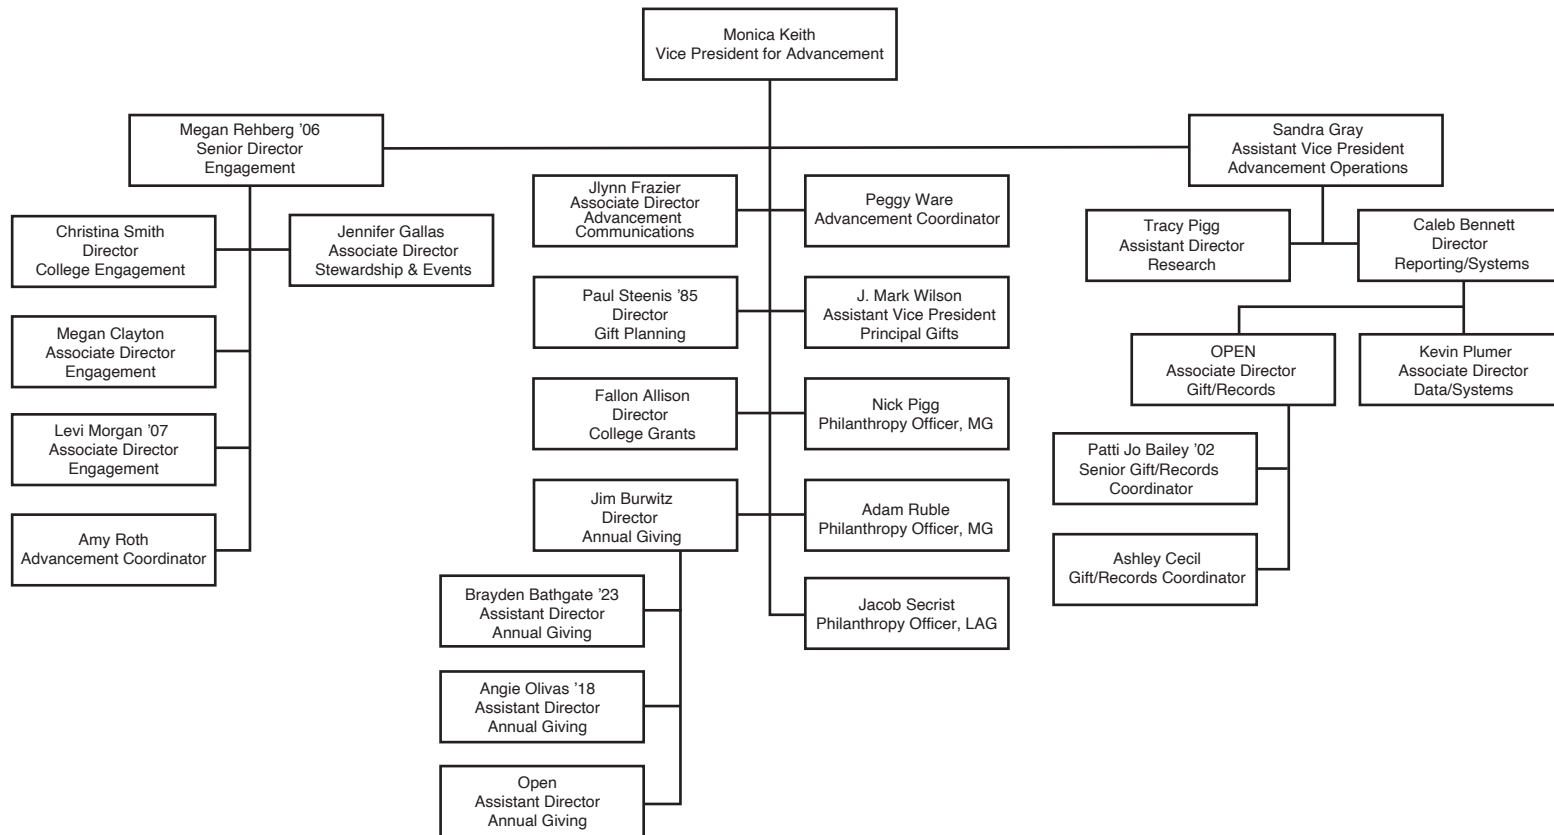 Monica Keith
Vice President for Advancement
Megan Rehberg '06
Senior Director
Engagement
Sandra Gray
Assistant Vice President
Advancement Operations
Christina Smith
Director
College Engagement
Jennifer Gallas
Associate Director
Stewardship & Events
Megan Clayton
Associate Director
Engagement
Levi Morgan '07
Associate Director
Engagement
Amy Roth
Advancement Coordinator
Jlynn Frazier
Associate Director
Advancement
Communications
Peggy Ware
Advancement Coordinator
Paul Steenis '85
Director
Gift Planning
J. Mark Wilson
Assistant Vice President
Principal Gifts
Fallon Allison
Director
College Grants
Nick Pigg
Philanthropy Officer, MG
Jim Burwitz
Director
Annual Giving
Adam Ruble
Philanthropy Officer, MG
Jacob Secrist
Philanthropy Officer, LAG
Brayden Bathgate '23
Assistant Director
Annual Giving
Angie Olivas '18
Assistant Director
Annual Giving
Open
Assistant Director
Annual Giving
Tracy Pigg
Assistant Director
Research
Caleb Bennett
Director
Reporting/Systems
OPEN
Associate Director
Gift/Records
Kevin Plumer
Associate Director
Data/Systems
Patti Jo Bailey '02
Senior Gift/Records
Coordinator
Ashley Cecil
Gift/Records Coordinator